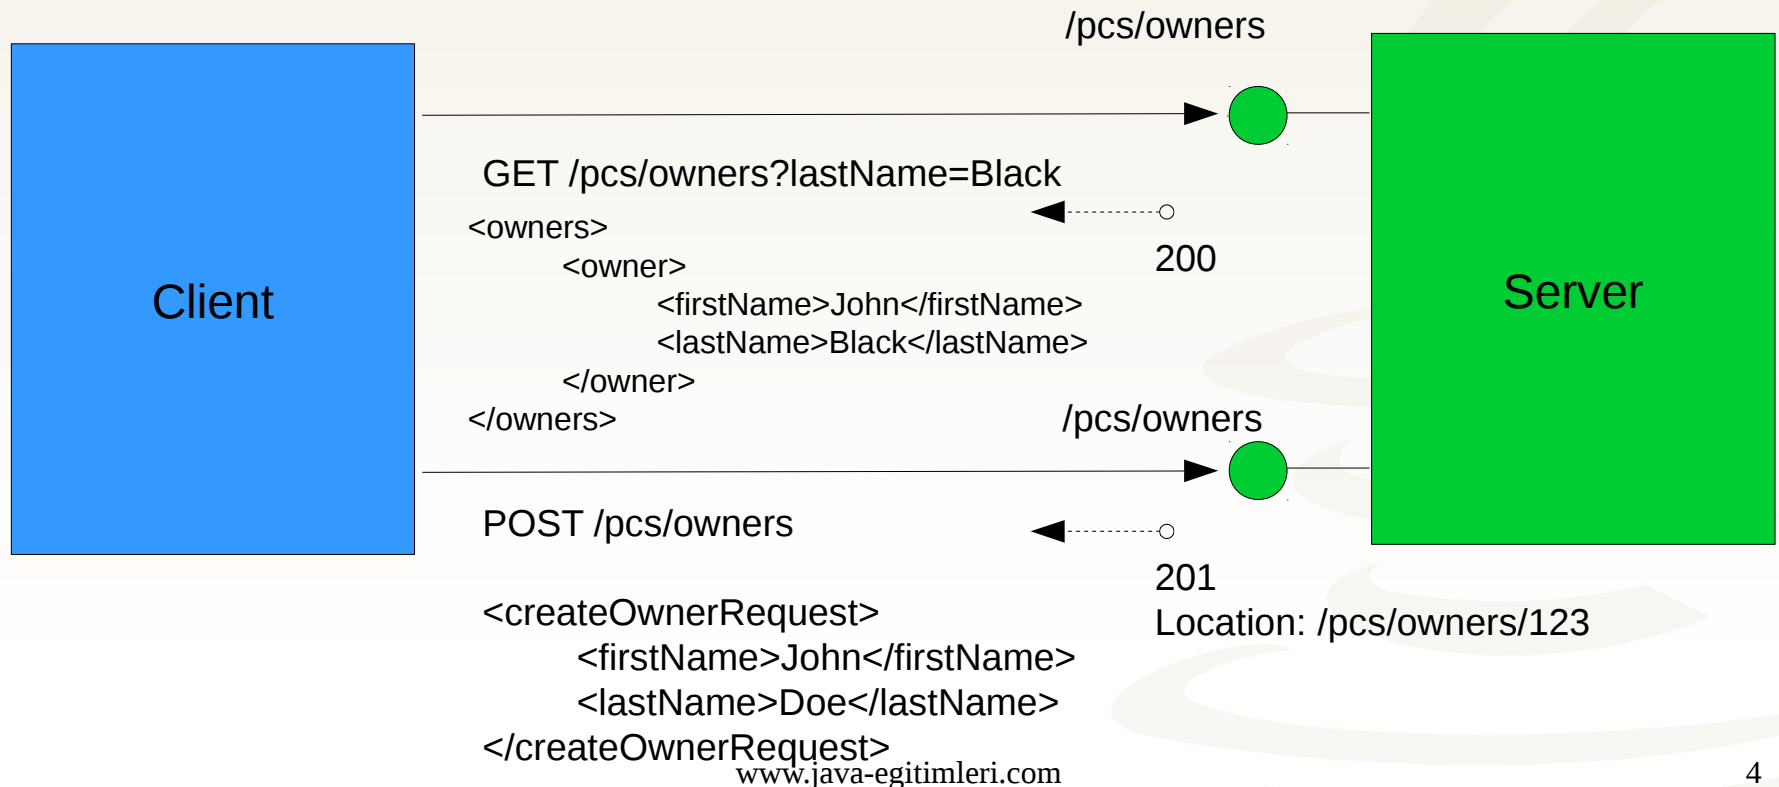 /pcs/owners
Client
Server
GET /pcs/owners?lastName=Black
<owners>
<owner>
<firstName>John</firstName>
<lastName>Black</lastName>
</owner>
</owners>
200
/pcs/owners
POST /pcs/owners
<createOwnerRequest>
<firstName>John</firstName>
<lastName>Doe</lastName>
</createOwnerRequest>
201
Location: /pcs/owners/123
www.java-egitimleri.com
4